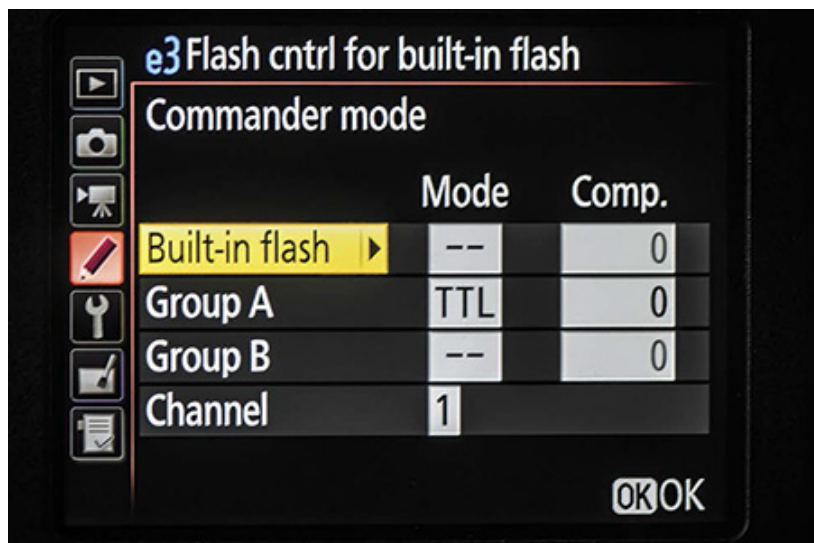 e3 Flash cntrl for built-in flash
Commander mode
Mode Comp.
Built-in flash -- 0
Group A TTL 0
Group B -- 0
Channel 1
OK OK